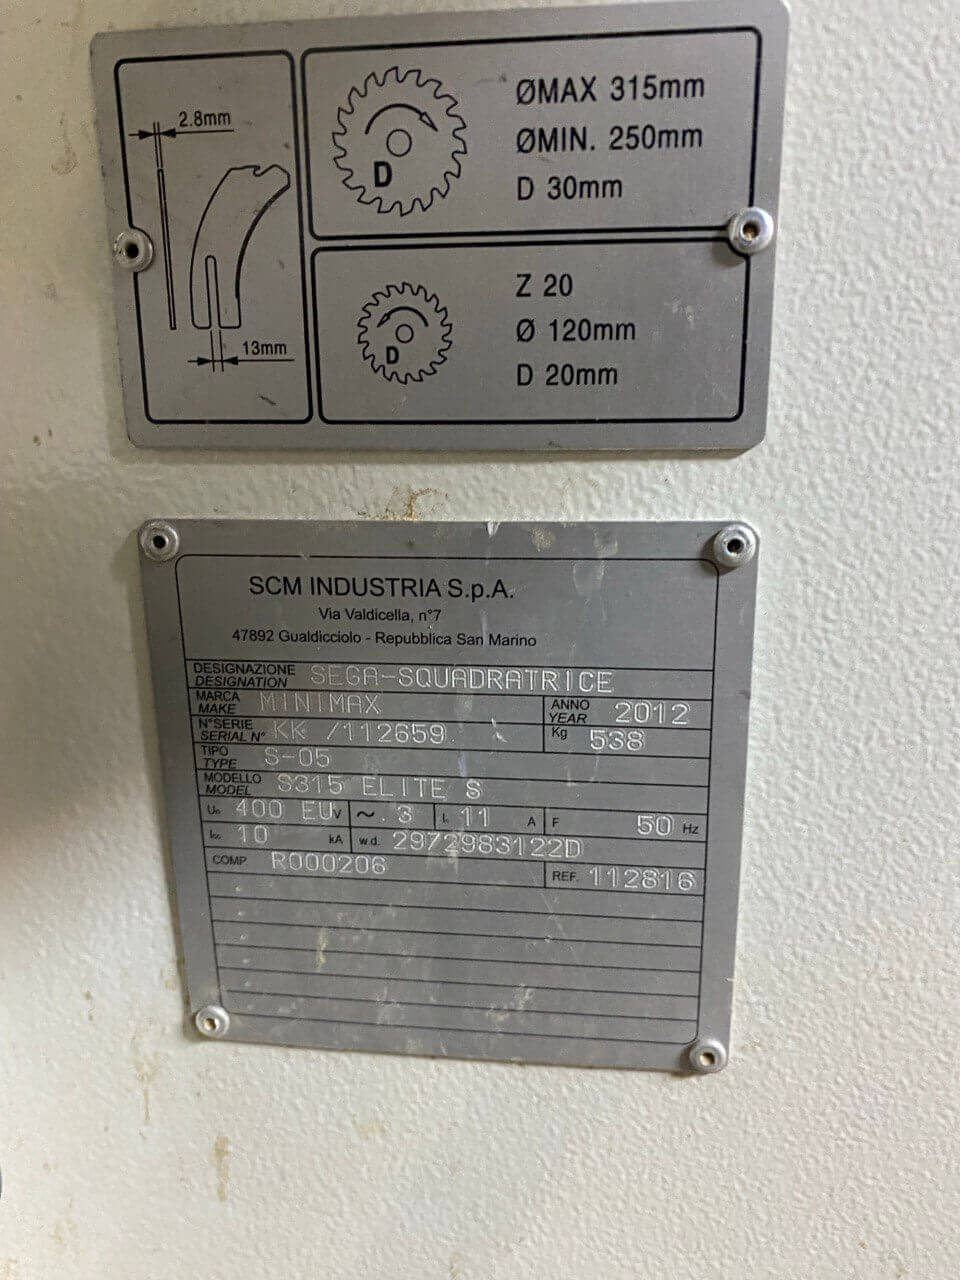 2.8mm
13mm
D
ØMAX 315mm
ØMIN. 250mm
D 30mm
D
Z 20
Ø 120mm
D 20mm
SCM INDUSTRIA S.p.A.
Via Valdicella, n°7
47892 Gualdicciolo - Repubblica San Marino
DESIGNAZIONE
DESIGNATION SEGA-SQUADRATRICE
MARCA
MAKE MINIMAX
ANNO
YEAR 2012
N°SERIE
SERIAL N° KK /112659
Kg 538
TIPO
TYPE S-05
MODELLO
MODEL S315 ELITE S
Un 400 EU V ~. 3 I. 11 A F 50 Hz
Icc 10 kA w.d. 2972983122D
COMP. R000206
REF. 112816